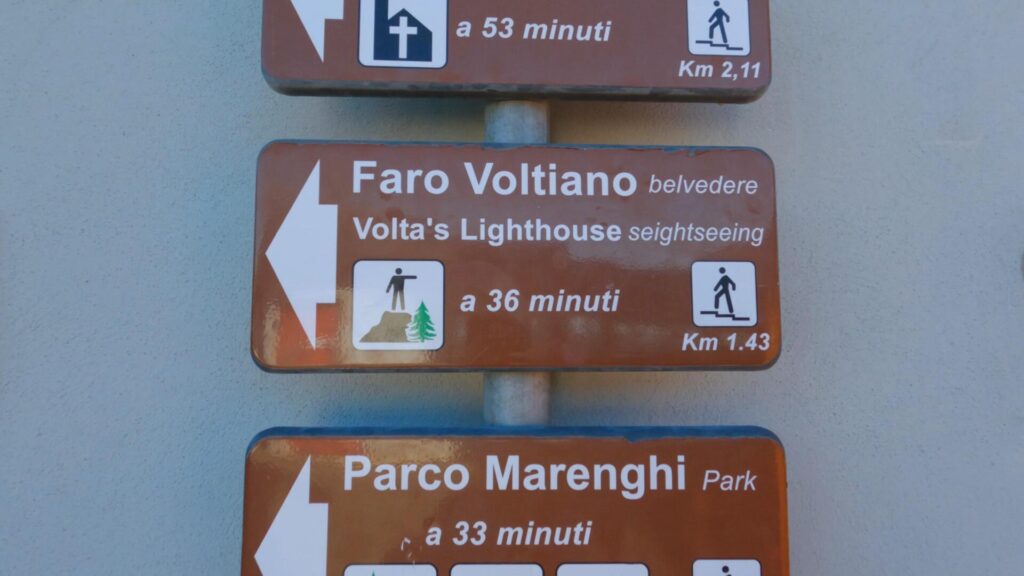 a 53 minuti
Km 2,11
Faro Voltiano belvedere
Volta's Lighthouse seightseeing
a 36 minuti
Km 1.43
Parco Marenghi Park
a 33 minuti